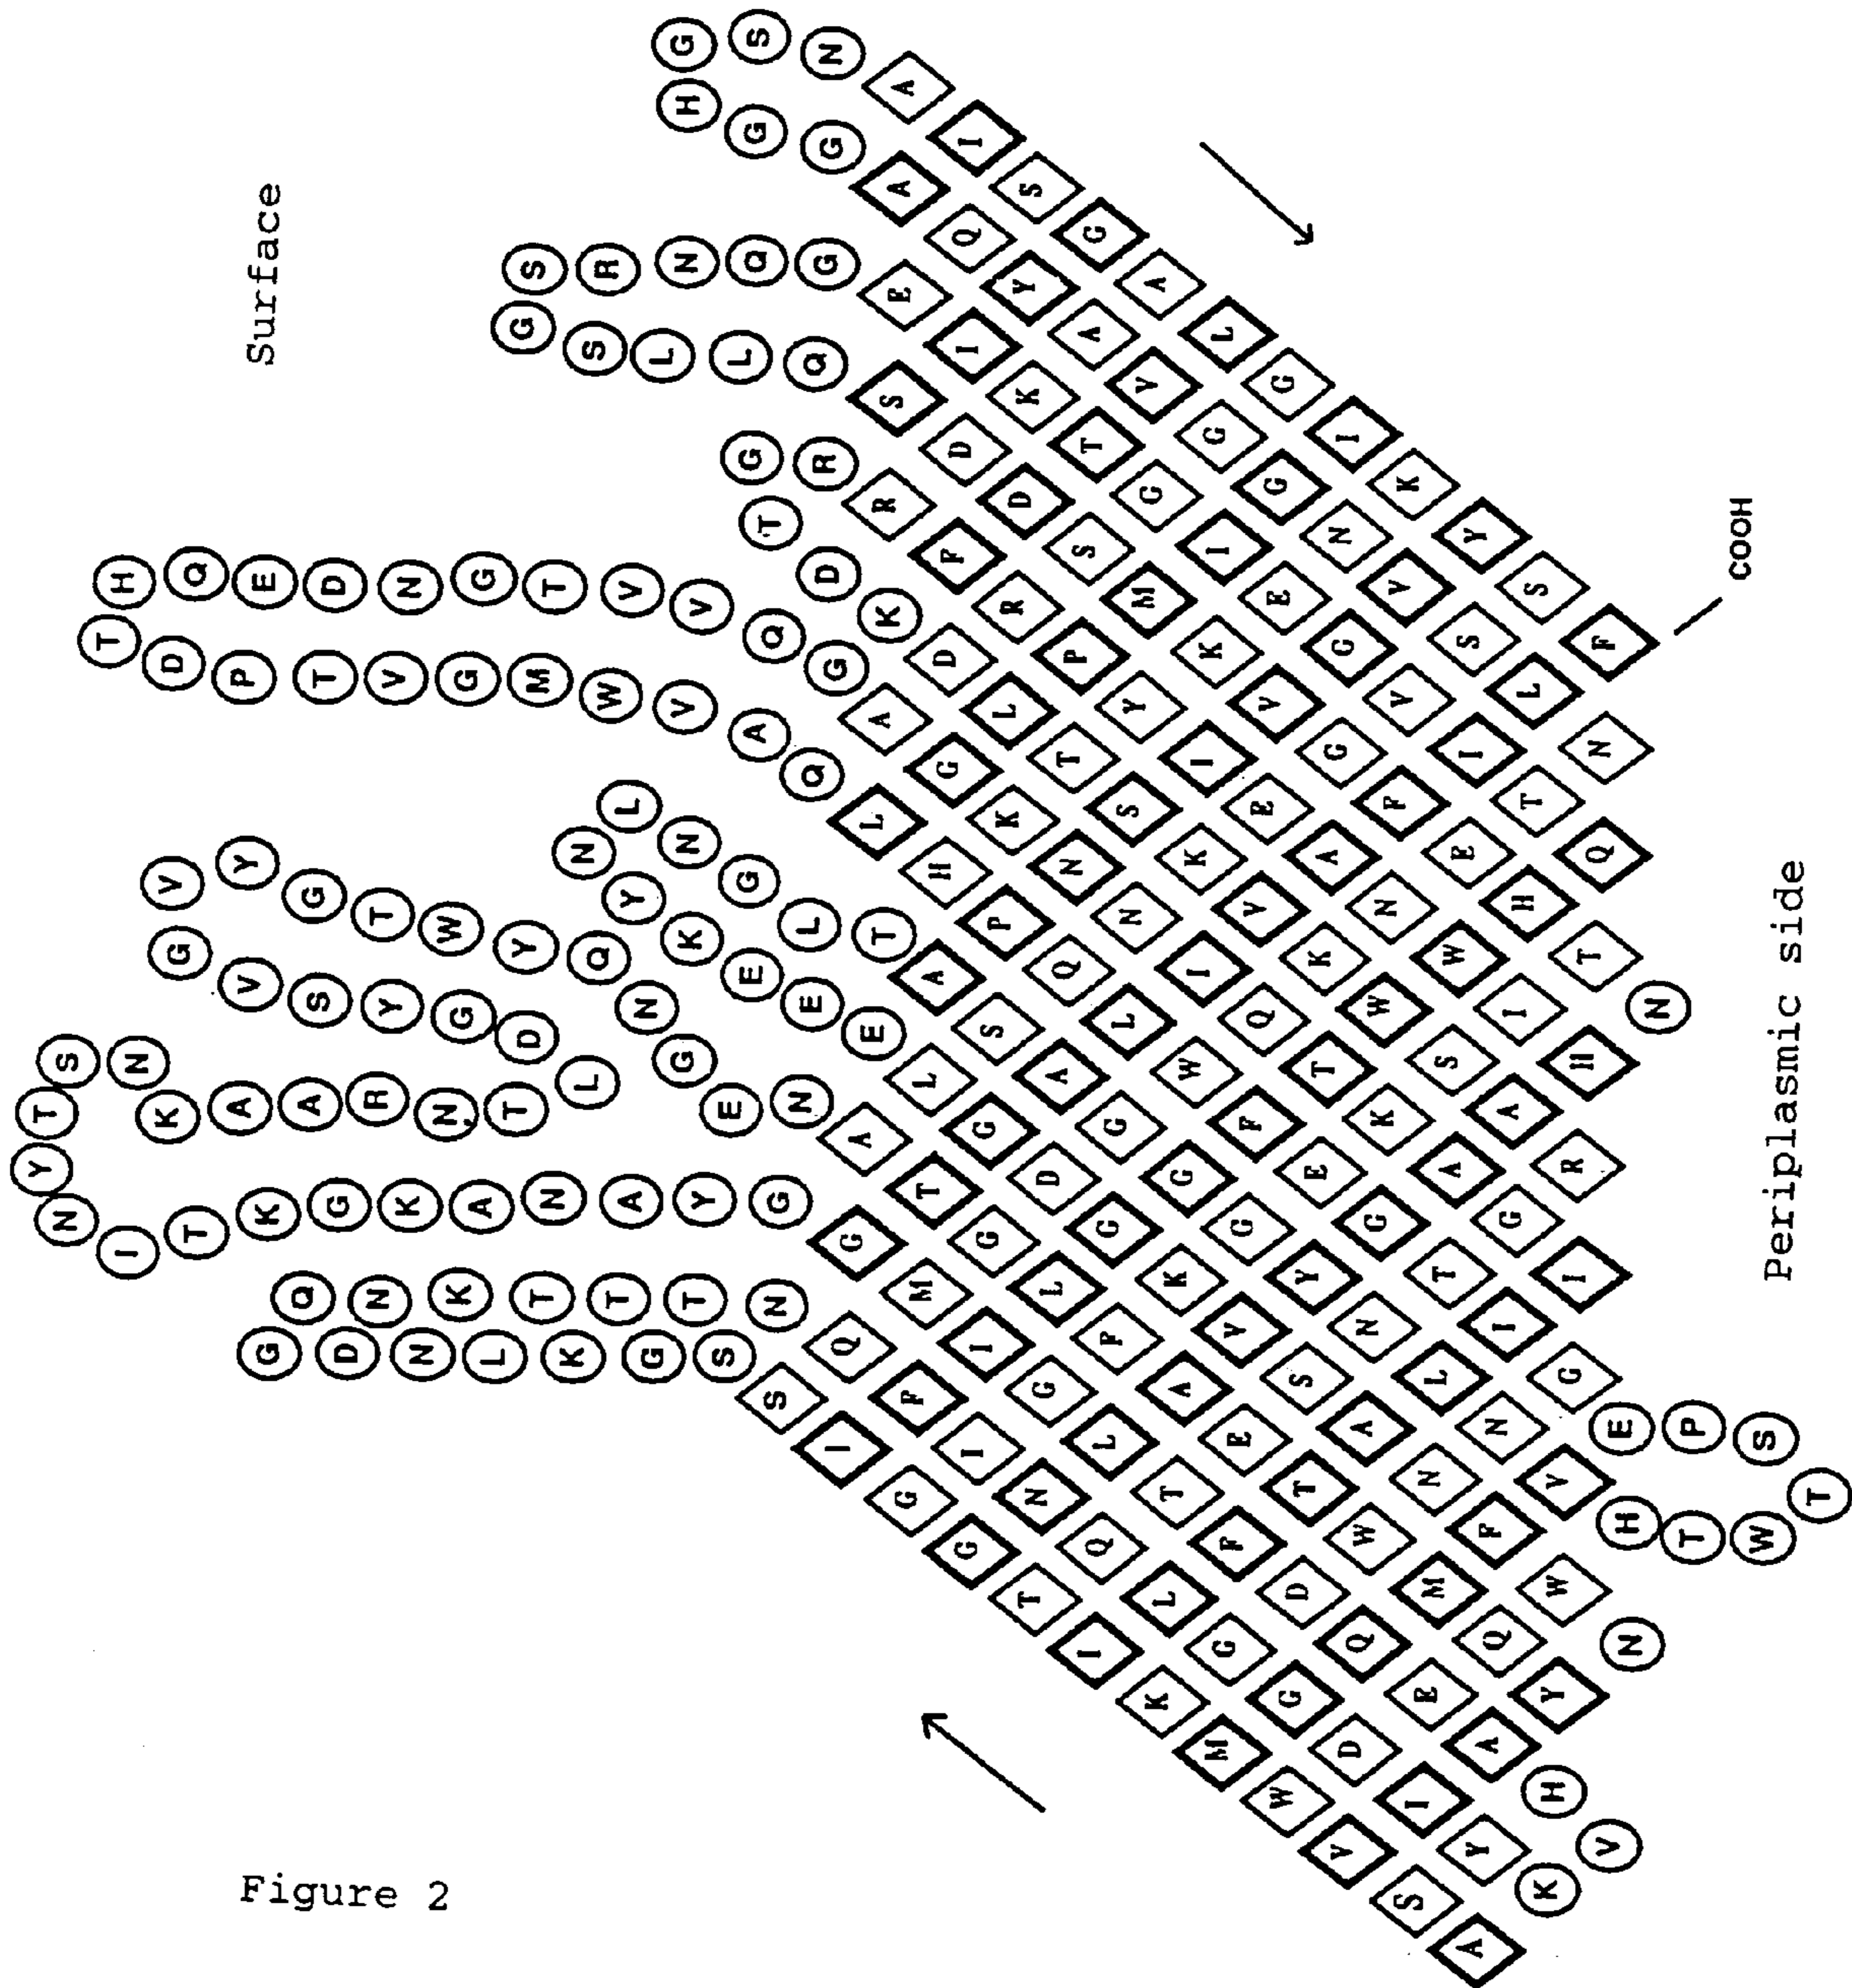 Surface
A S V W M K I T G G I S
S G K L N D G Q N K T T T N
Q F I N Q L G G D I Y
K V H
A E Q D F T L G I M G
G Y A N A K G K T I N Y T S N K A A R N T L D G Y S V G V Y G T W Y Q N G E N
A T G L F A E T W M Q Y
N
W F N A S V K G D G L
E E E K Y N L N G L T
A S A G G G Y N L N V
H T W T S P E
G I T G E F W L Q P H L
Q A V W M G V T P D T H Q E D N G T V V Q G
A G K N N I Q T K A G I
R A S W K V K S T L D
K D T G R
R F R P Y I E A N W I H
N
T H E F G V K M S D D S
Q L L S G S R N Q G
E I K T G I E G V I T Q
N L S V N G G V A Y Q A
G G H G S N
A I S G A L G I K Y S F
COOH
Periplasmic side
Figure 2